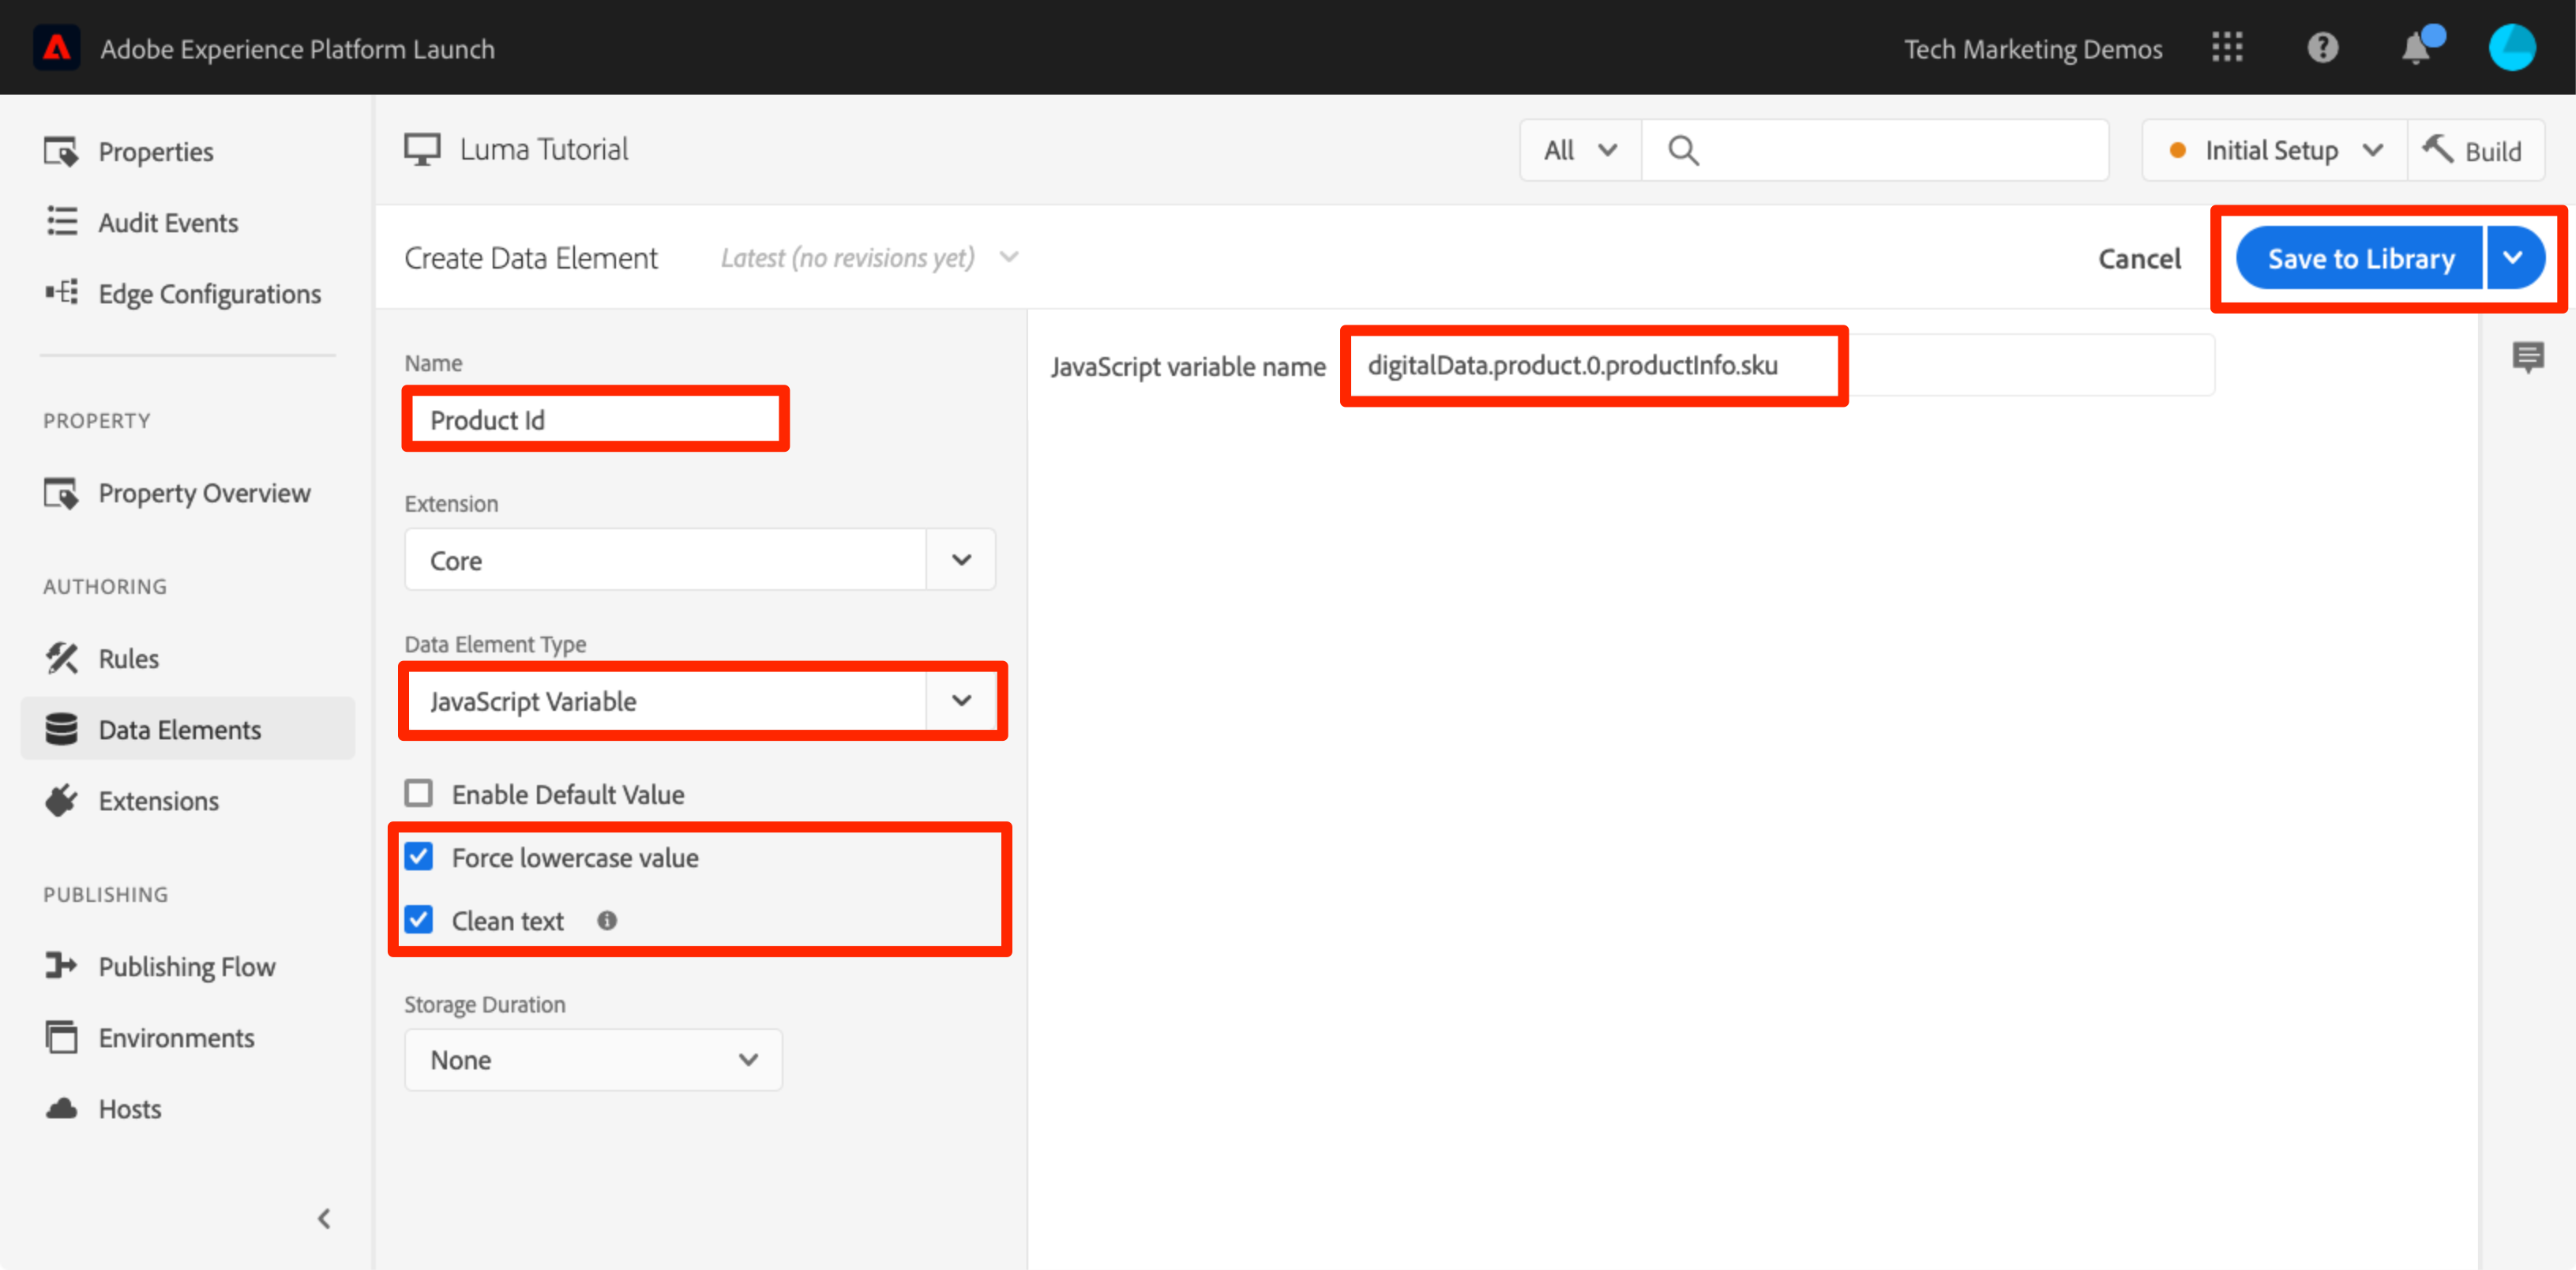 Adobe Experience Platform Launch
Tech Marketing Demos
Properties
Audit Events
Edge Configurations
PROPERTY
Property Overview
AUTHORING
Rules
Data Elements
Extensions
PUBLISHING
Publishing Flow
Environments
Hosts
Luma Tutorial
All
Initial Setup
Build
Create Data Element
Latest (no revisions yet)
Cancel
Save to Library
Name
Product Id
Extension
Core
Data Element Type
JavaScript Variable
Enable Default Value
Force lowercase value
Clean text
Storage Duration
None
JavaScript variable name
digitalData.product.0.productInfo.sku